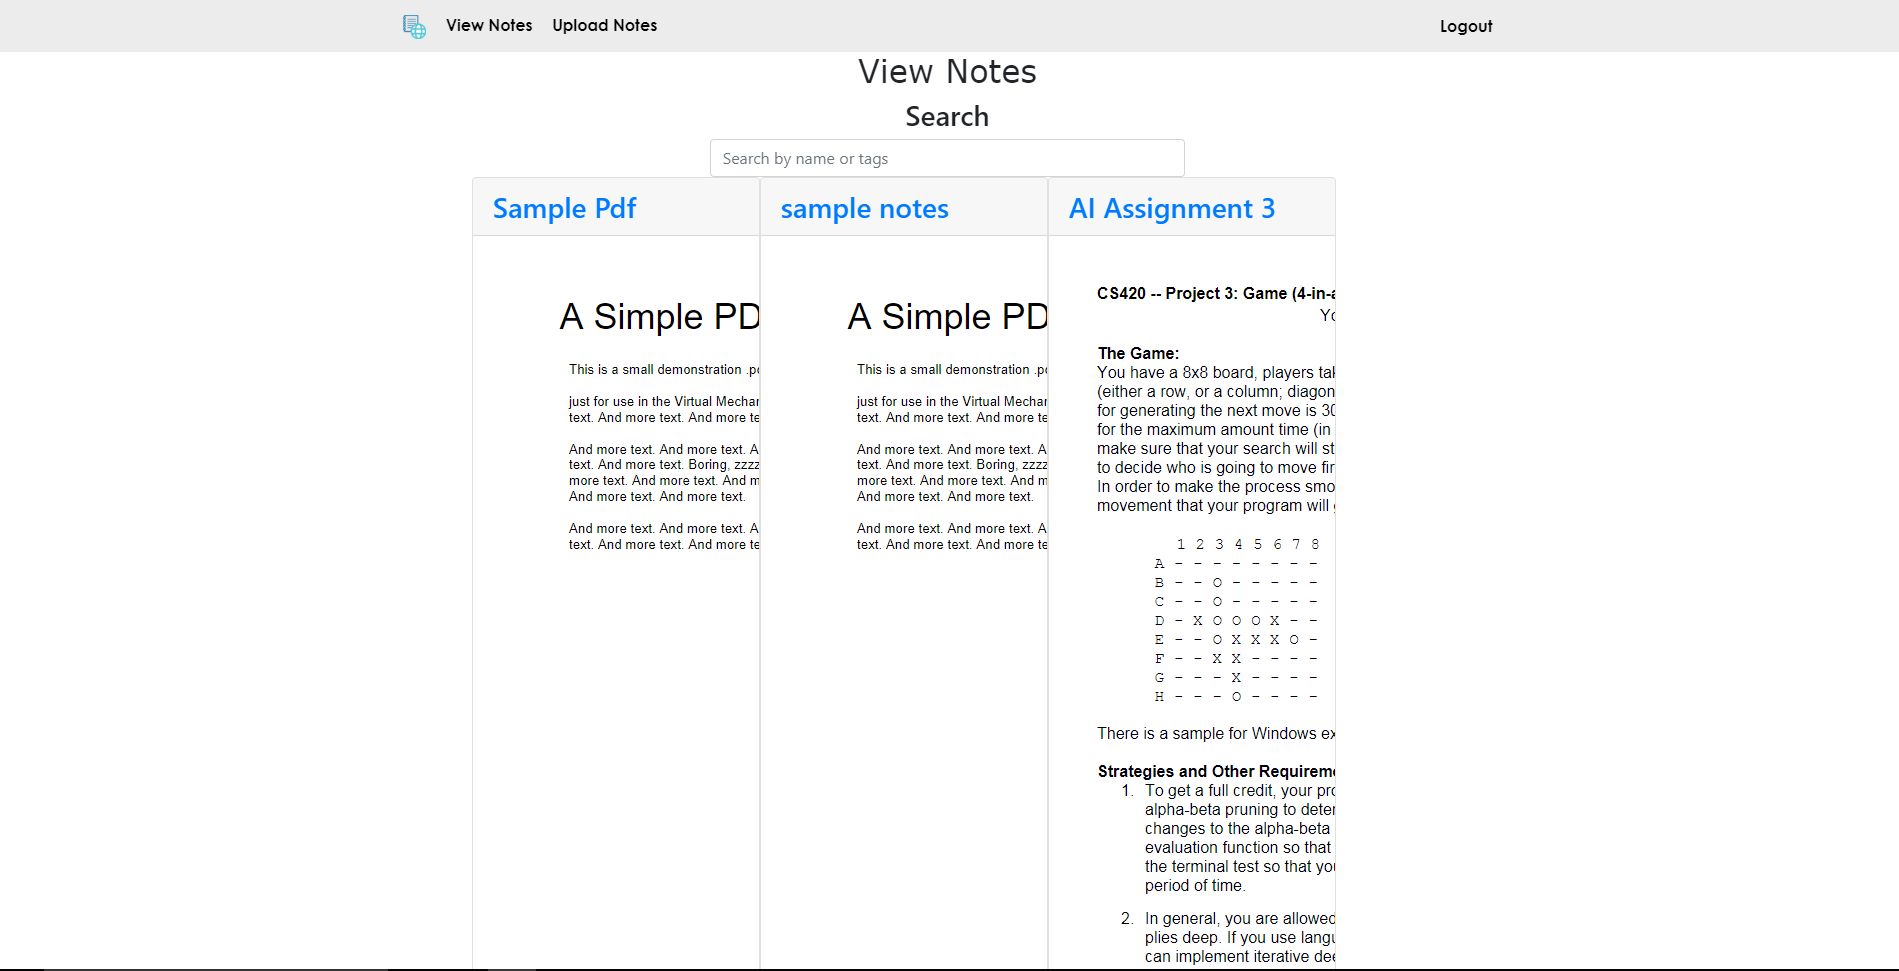 View Notes
Upload Notes
Logout
View Notes
Search
Search by name or tags
Sample Pdf
A Simple PD
This is a small demonstration .p
just for use in the Virtual Mechar
text. And more text. And more te
And more text. And more text. A
text. And more text. Boring, zzzz
more text. And more text. And m
And more text. And more text.
And more text. And more text. A
text. And more text. And more te
sample notes
A Simple PD
This is a small demonstration .p
just for use in the Virtual Mechar
text. And more text. And more te
And more text. And more text. A
text. And more text. Boring, zzzz
more text. And more text. And m
And more text. And more text.
And more text. And more text. A
text. And more text. And more te
AI Assignment 3
CS420 -- Project 3: Game (4-in-a
Yo
The Game:
You have a 8x8 board, players tak
(either a row, or a column; diagon
for generating the next move is 30
for the maximum amount time (in
make sure that your search will st
to decide who is going to move fir
In order to make the process smo
movement that your program will
1 2 3 4 5 6 7 8
A - - - - - - - -
B - - O - - - - -
C - - O - - - - -
D - X O O O X - -
E - - O X X X O -
F - - X X - - - -
G - - - X - - - -
H - - - O - - - -
There is a sample for Windows ex
Strategies and Other Requireme
1. To get a full credit, your pro
alpha-beta pruning to deter
changes to the alpha-beta
evaluation function so that
the terminal test so that you
period of time.
2. In general, you are allowed
plies deep. If you use langu
can implement iterative dee